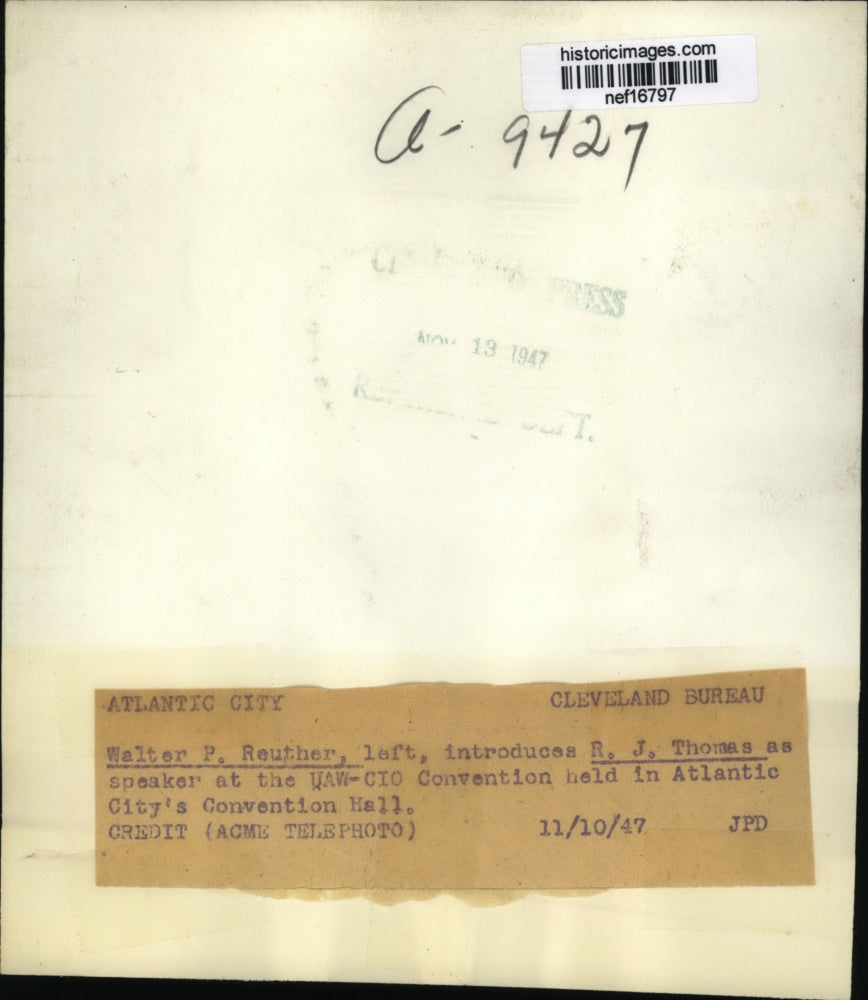 historicimages.com
nef16797
a- 9427
PRESS
NOV 13 1947
DEPT.
ATLANTIC CITY CLEVELAND BUREAU
Walter P. Reuther, left, introduces R. J. Thomas as
speaker at the UAW-CIO Convention held in Atlantic
City's Convention Hall.
CREDIT (ACME TELEPHOTO) 11/10/47 JPD